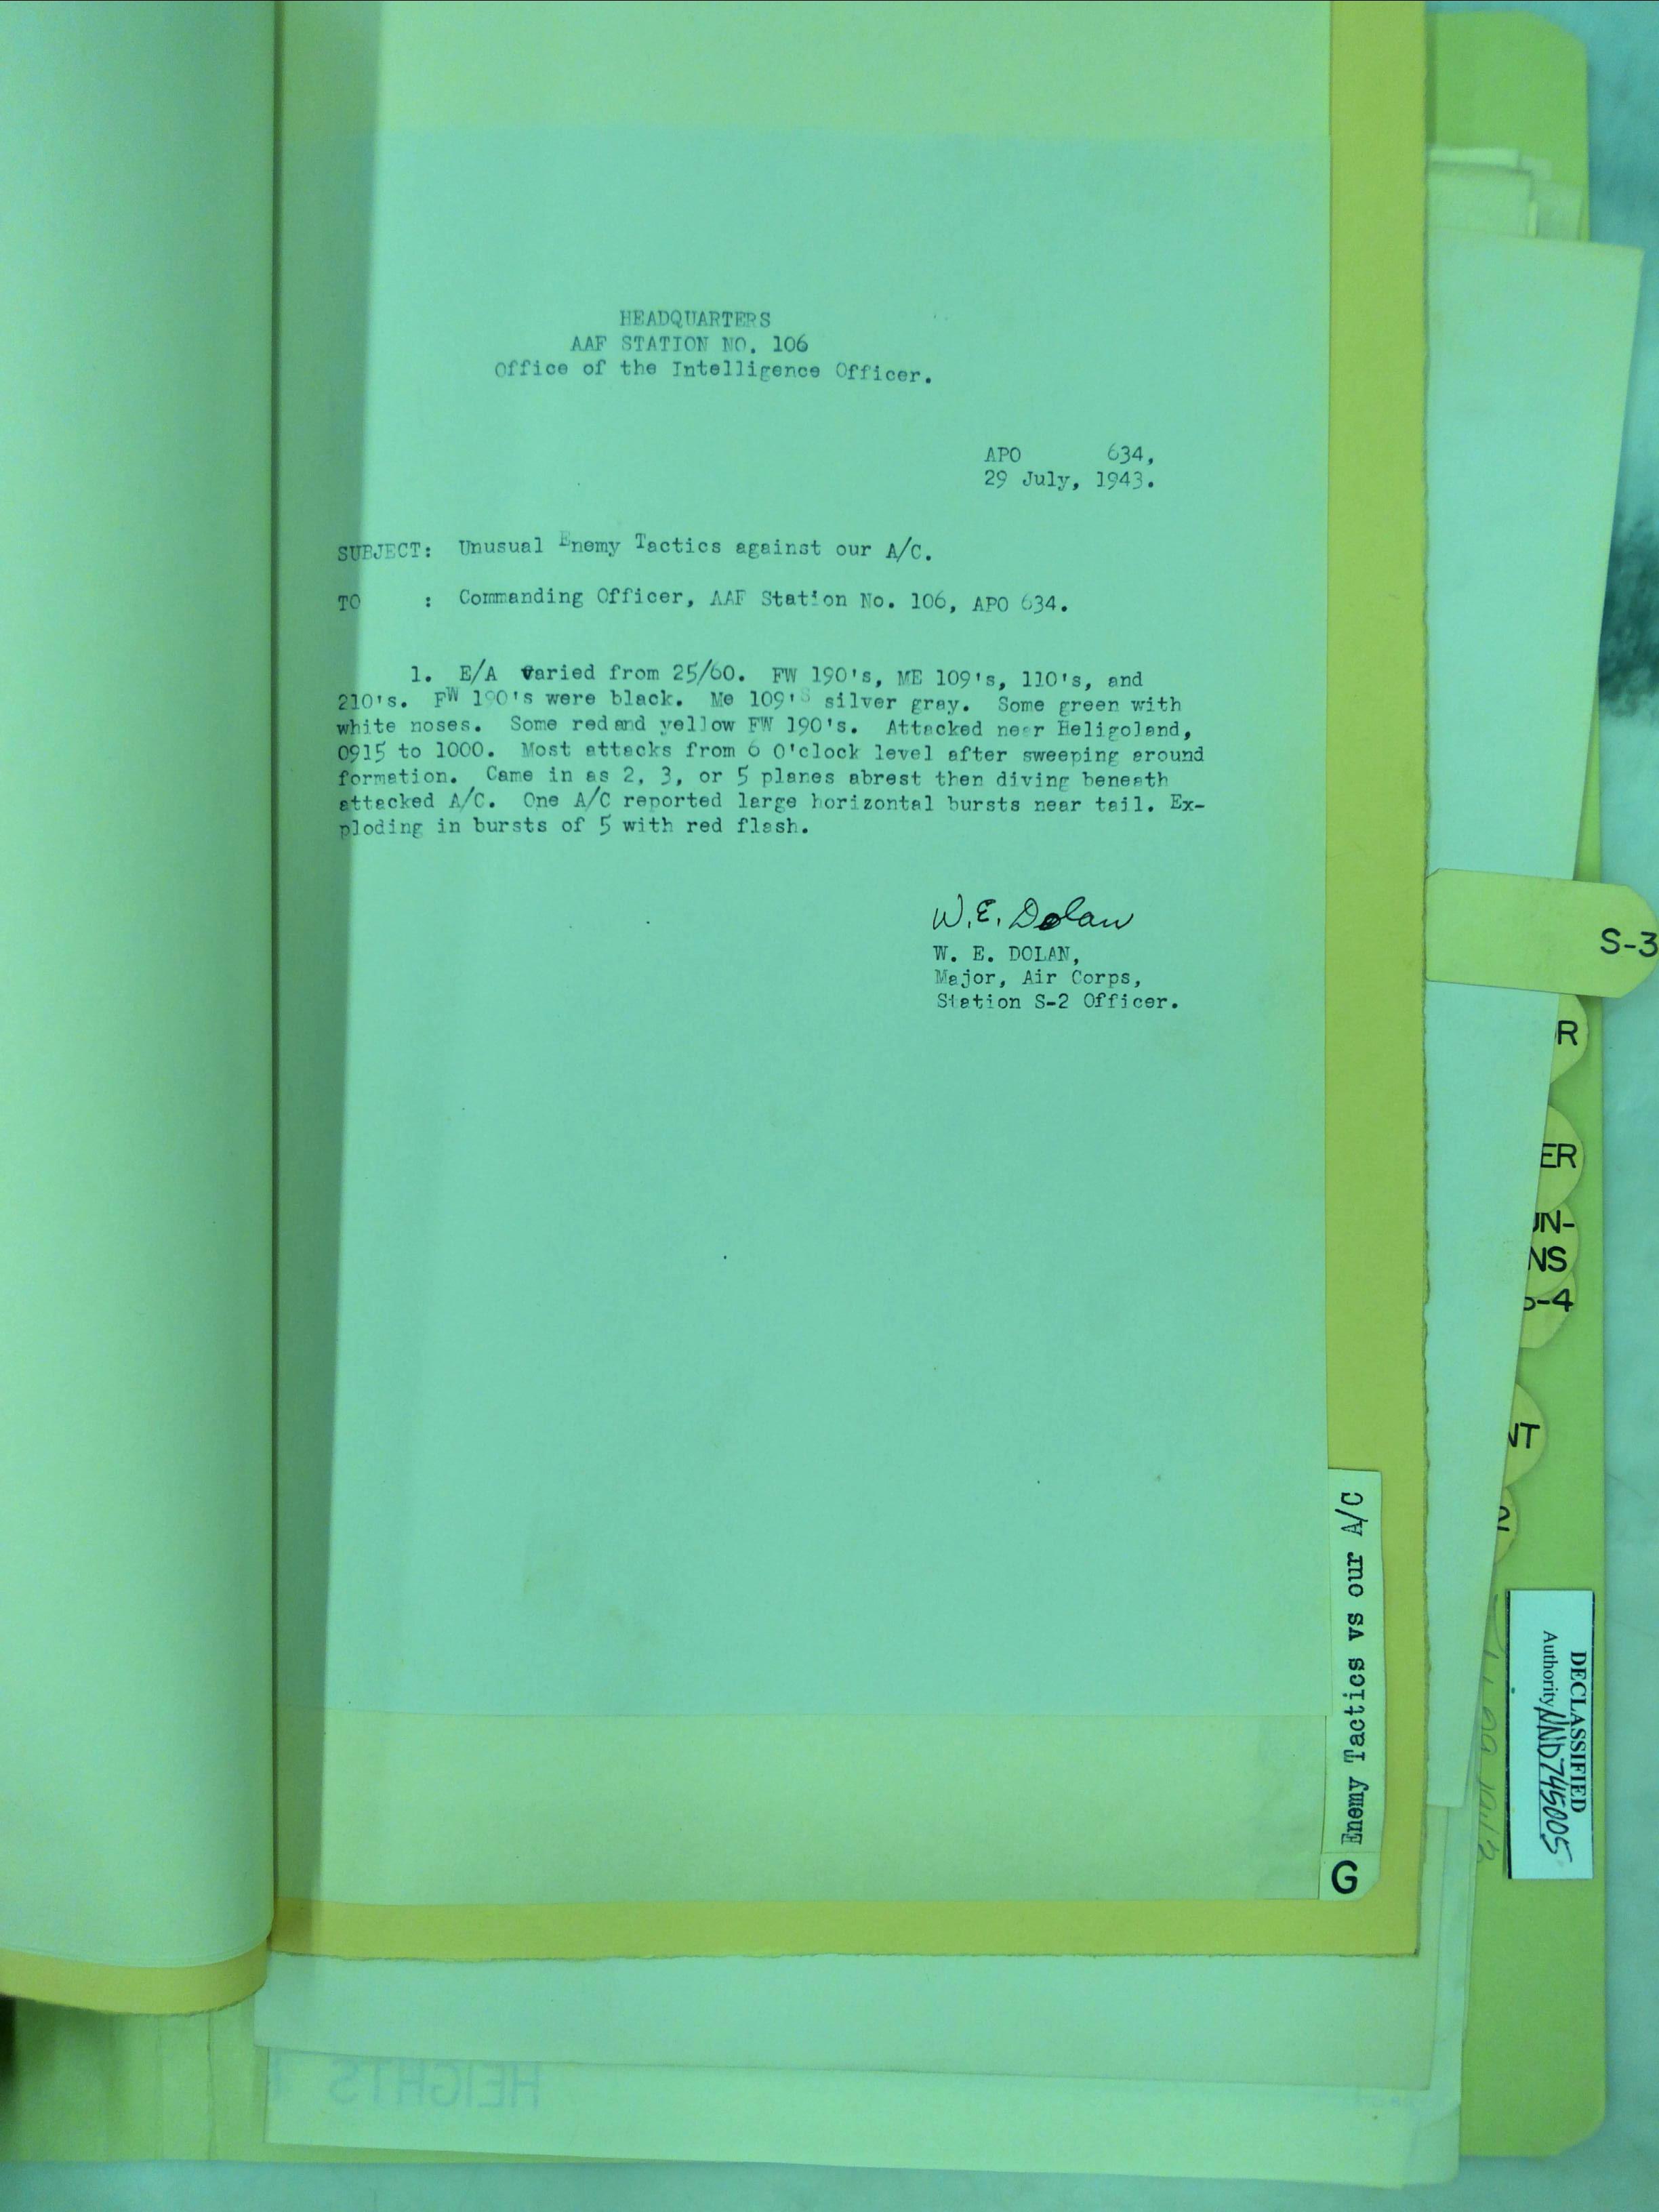 HEADQUARTERS
AAF STATION NO. 106
Office of the Intelligence Officer.
APO 634,
29 July, 1943.
SUBJECT: Unusual Enemy Tactics against our A/C.
TO : Commanding Officer, AAF Station No. 106, APO 634.
1. E/A varied from 25/60. FW 190's, ME 109's, 110's, and
210's. FW 190's were black. Me 109's silver gray. Some green with
white noses. Some red and yellow FW 190's. Attacked near Heligoland,
0915 to 1000. Most attacks from 6 O'clock level after sweeping around
formation. Came in as 2, 3, or 5 planes abrest then diving beneath
attacked A/C. One A/C reported large horizontal bursts near tail. Ex-
ploding in bursts of 5 with red flash.
W. E. Dolan
W. E. DOLAN,
Major, Air Corps,
Station S-2 Officer.
G Enemy Tactics vs our A/C
S-3
R
ER
NS
-4
NT
DECLASSIFIED
Authority NND745005
HEIGHTS